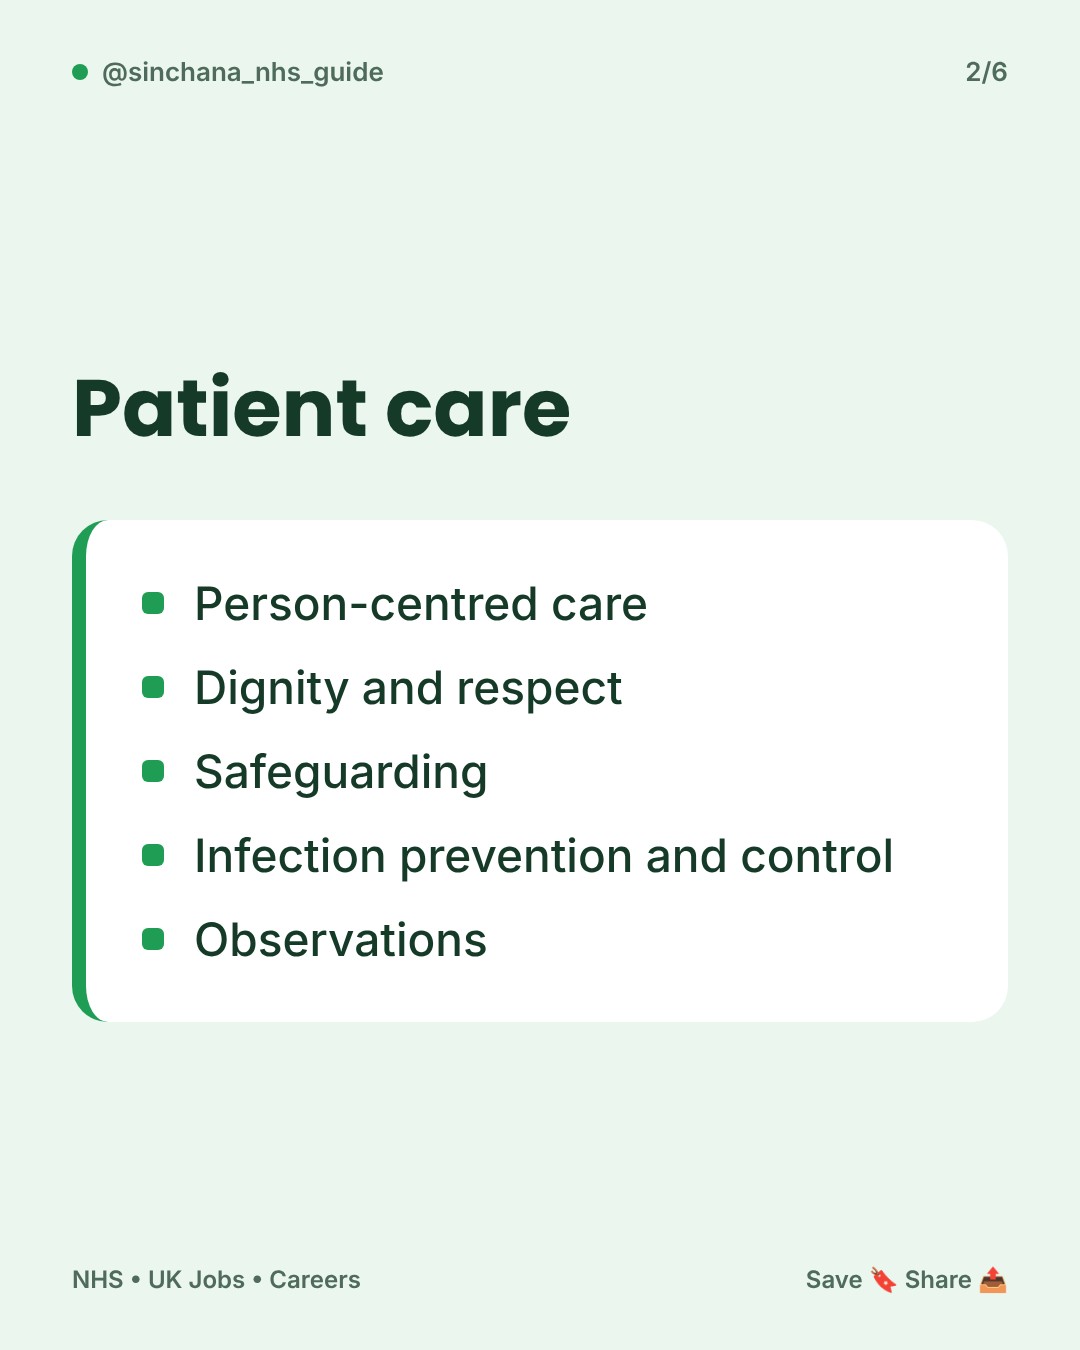 @sinchana_nhs_guide
2/6
Patient care
Person-centred care
Dignity and respect
Safeguarding
Infection prevention and control
Observations
NHS • UK Jobs • Careers
Save 🔖 Share 📤